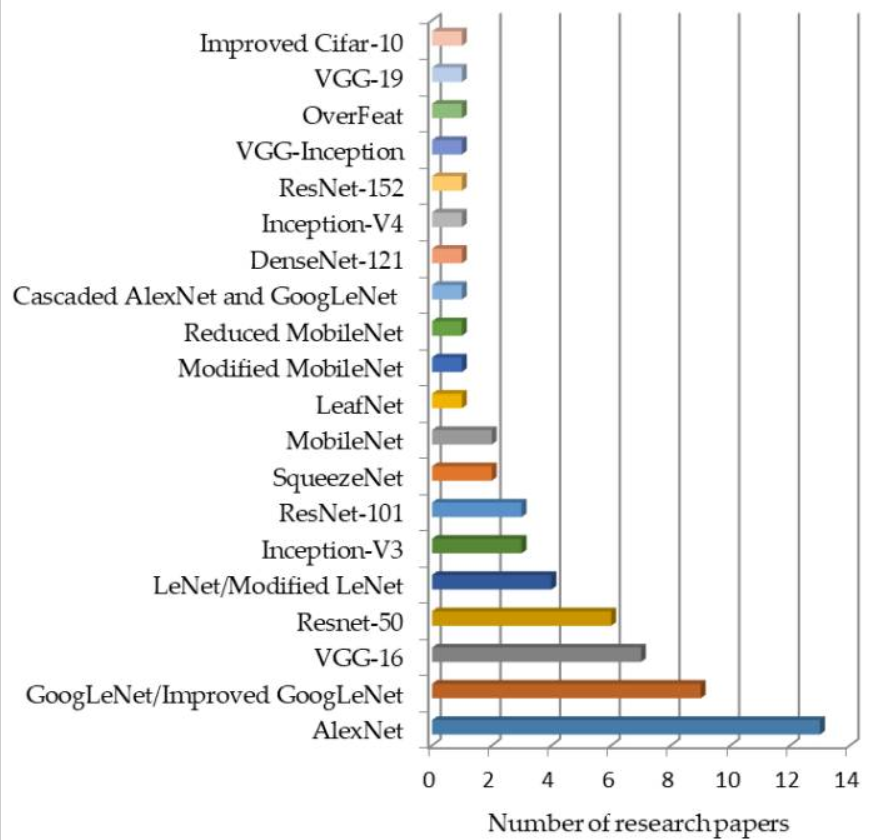 Improved Cifar-10
VGG-19
OverFeat
VGG-Inception
ResNet-152
Inception-V4
DenseNet-121
Cascaded AlexNet and GoogLeNet
Reduced MobileNet
Modified MobileNet
LeafNet
MobileNet
SqueezeNet
ResNet-101
Inception-V3
LeNet/Modified LeNet
Resnet-50
VGG-16
GoogLeNet/Improved GoogLeNet
AlexNet
0 2 4 6 8 10 12 14
Number of research papers